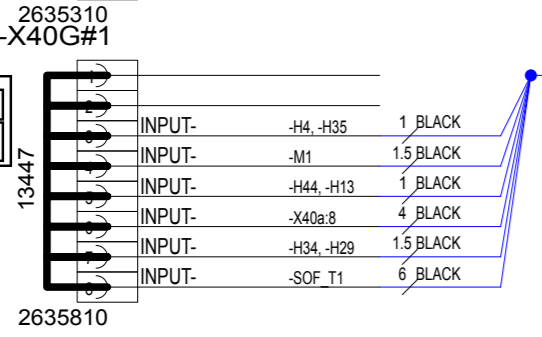 2635310
-X40G#1
1
2
3 INPUT- -H4, -H35 1 BLACK
4 INPUT- -M1 1.5 BLACK
5 INPUT- -H44, -H13 1 BLACK
6 INPUT- -X40a:8 4 BLACK
7 INPUT- -H34, -H29 1.5 BLACK
8 INPUT- -SOF_T1 6 BLACK
13447
2635810